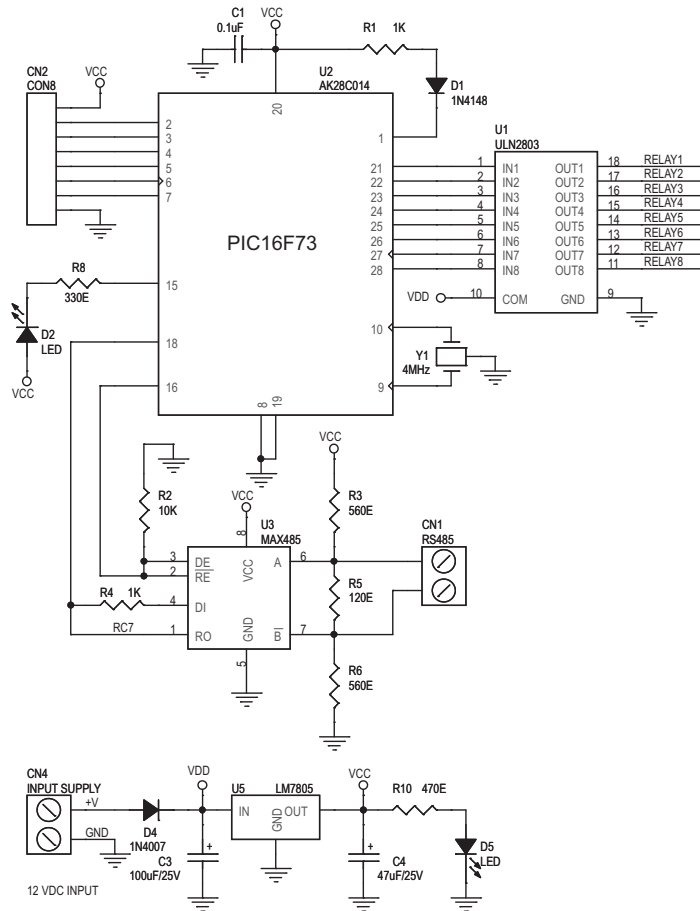 C1
0.1uF
VCC
R1 1K
CN2
CON8
VCC
U2
AK28C014
D1
1N4148
20
1
2
3
4
5
6
7
PIC16F73
U1
ULN2803
21 1 IN1 OUT1 18 RELAY1
22 2 IN2 OUT2 17 RELAY2
23 3 IN3 OUT3 16 RELAY3
24 4 IN4 OUT4 15 RELAY4
25 5 IN5 OUT5 14 RELAY5
26 6 IN6 OUT6 13 RELAY6
27 7 IN7 OUT7 12 RELAY7
28 8 IN8 OUT8 11 RELAY8
VDD 10 COM GND 9
R8
330E
15
D2
LED
VCC
18
16
10
9
Y1
4MHz
8
19
R2
10K
VCC
U3
MAX485
8
VCC
3 DE
2 RE
4 DI
1 RO
A 6
B 7
GND
5
R4 1K
RC7
VCC
R3
560E
R5
120E
R6
560E
CN1
RS485
CN4
INPUT SUPPLY
+V
GND
D4
1N4007
VDD
C3
100uF/25V
+
U5 LM7805
IN GND OUT
VCC
C4
47uF/25V
+
R10 470E
D5
LED
12 VDC INPUT